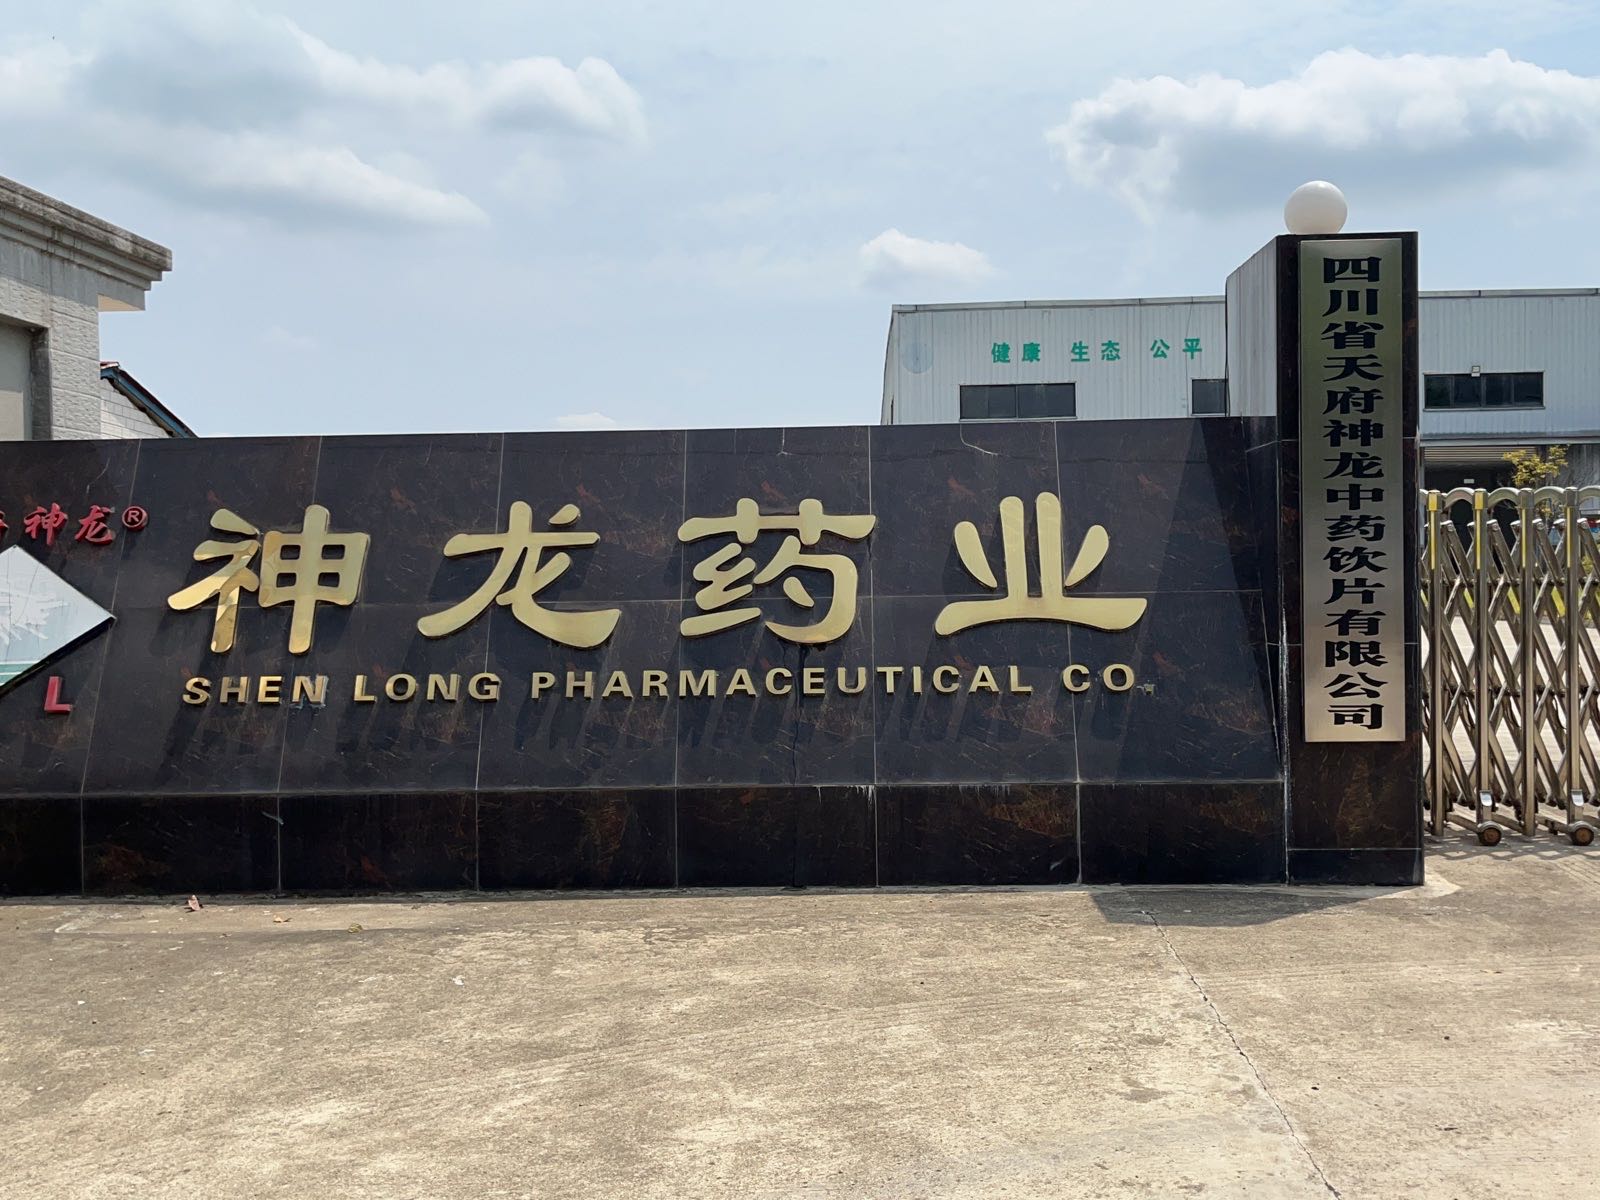 健康 生态 公平
神龙®
L
神龙药业
SHEN LONG PHARMACEUTICAL CO
四川省天府神龙中药饮片有限公司